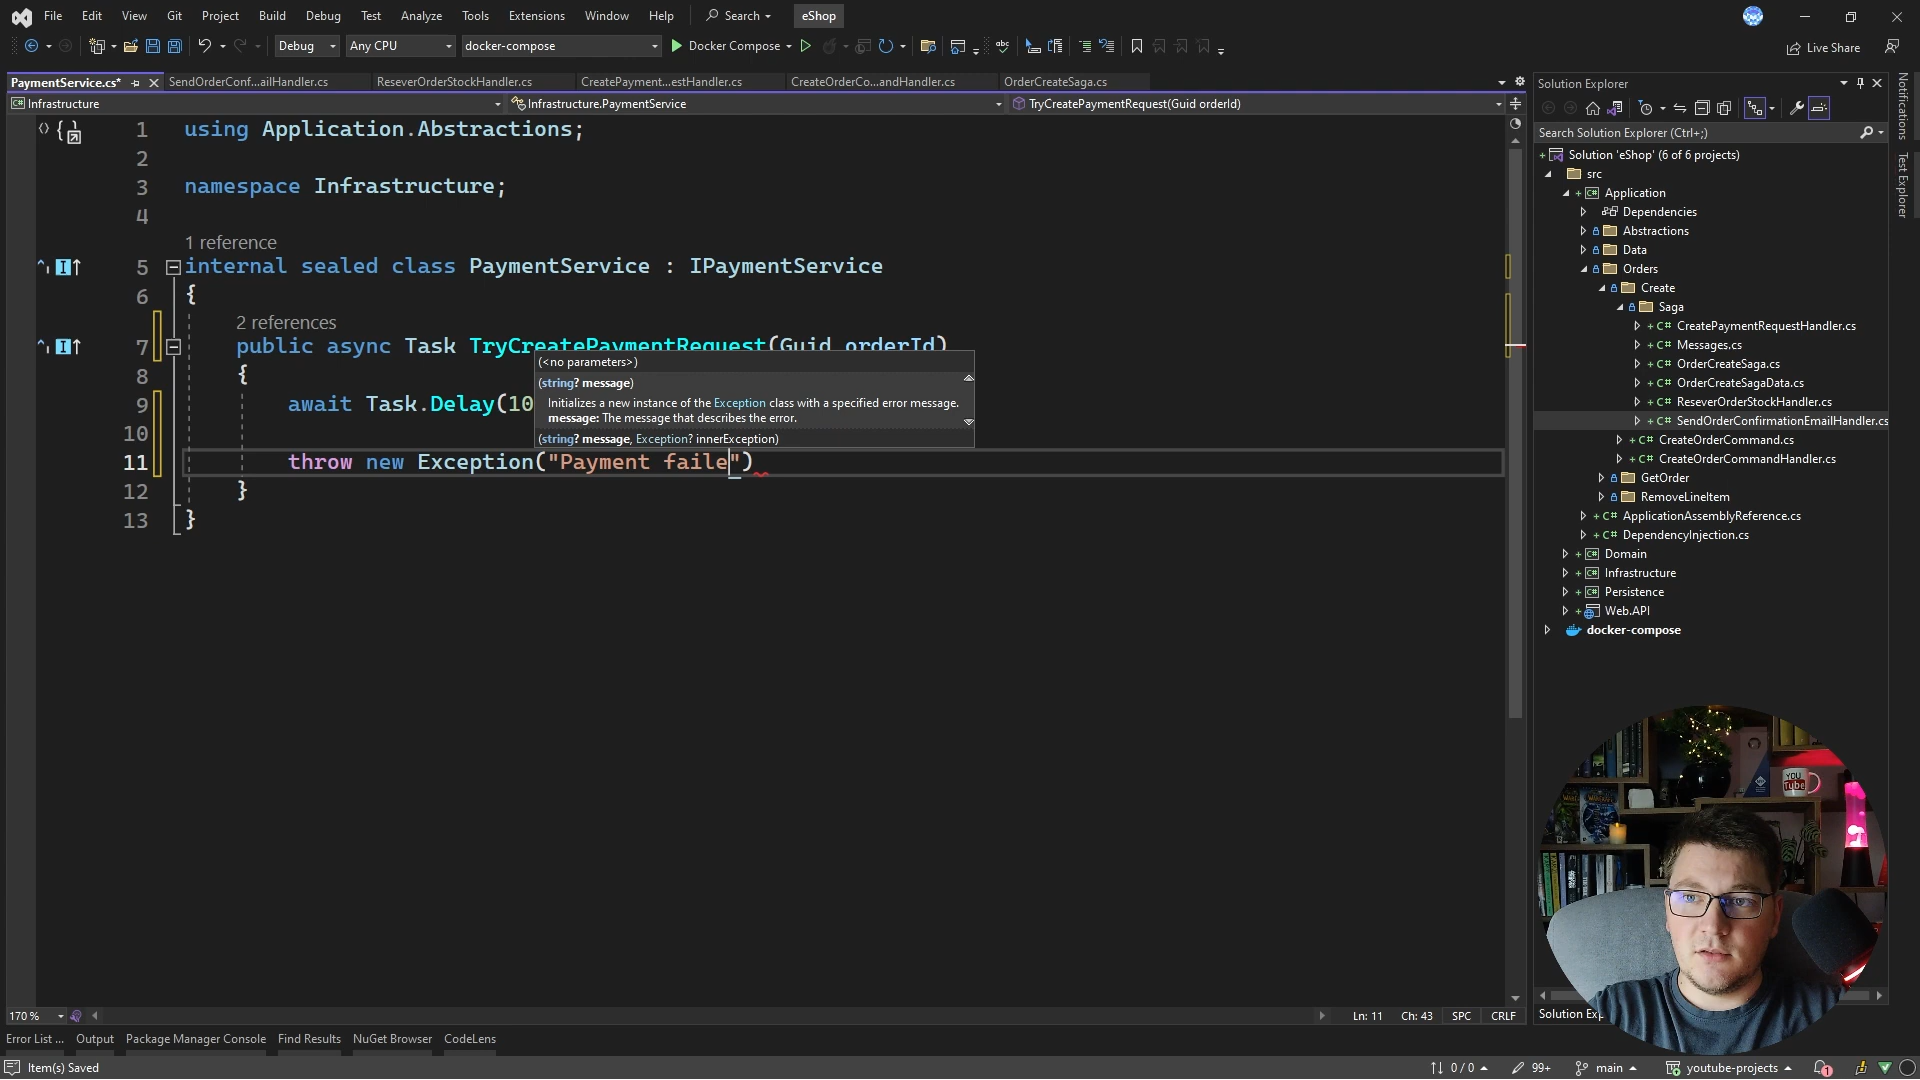 File Edit View Git Project Build Debug Test Analyze Tools Extensions Window Help Search eShop
Debug Any CPU docker-compose Docker Compose Live Share
PaymentService.cs* SendOrderConf...ailHandler.cs ReseverOrderStockHandler.cs CreatePayment...estHandler.cs CreateOrderCo...andHandler.cs OrderCreateSaga.cs
Infrastructure Infrastructure.PaymentService TryCreatePaymentRequest(Guid orderId)
1 using Application.Abstractions;
2
3 namespace Infrastructure;
4
1 reference
5 internal sealed class PaymentService : IPaymentService
6 {
2 references
7 public async Task TryCreatePaymentRequest(Guid orderId)
8 {
9 await Task.Delay(10
10
11 throw new Exception("Payment faile")
12 }
13 }
(<no parameters>)
(string? message)
Initializes a new instance of the Exception class with a specified error message.
message: The message that describes the error.
(string? message, Exception? innerException)
170 % Ln: 11 Ch: 43 SPC CRLF
Error List ... Output Package Manager Console Find Results NuGet Browser CodeLens
Item(s) Saved 0 / 0 99+ main youtube-projects 1
Solution Explorer
Search Solution Explorer (Ctrl+;)
Solution 'eShop' (6 of 6 projects)
src
Application
Dependencies
Abstractions
Data
Orders
Create
Saga
CreatePaymentRequestHandler.cs
Messages.cs
OrderCreateSaga.cs
OrderCreateSagaData.cs
ReseverOrderStockHandler.cs
SendOrderConfirmationEmailHandler.cs
CreateOrderCommand.cs
CreateOrderCommandHandler.cs
GetOrder
RemoveLineItem
ApplicationAssemblyReference.cs
DependencyInjection.cs
Domain
Infrastructure
Persistence
Web.API
docker-compose
Solution Exp
Notifications
Test Explorer
YOU
Tube